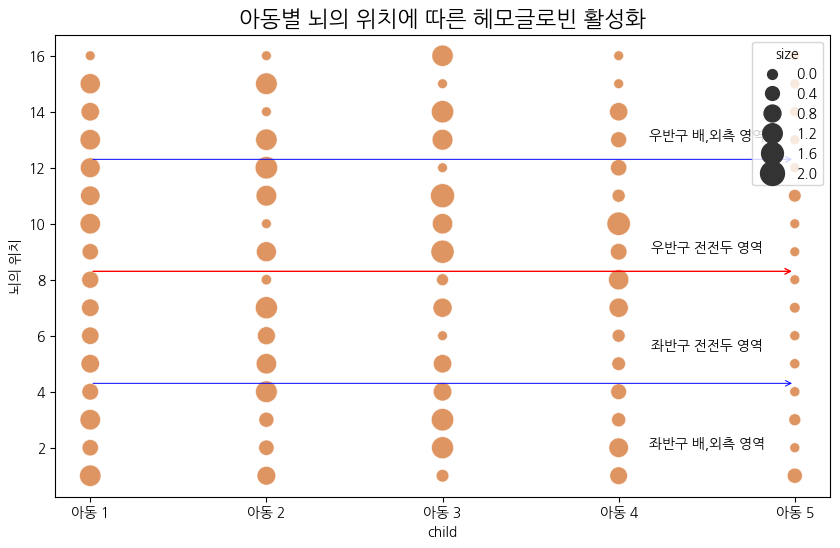 아동별 뇌의 위치에 따른 헤모글로빈 활성화
size
0.0
0.4
0.8
1.2
1.6
2.0
우반구 배,외측 영역
우반구 전전두 영역
좌반구 전전두 영역
좌반구 배,외측 영역
뇌의 위치
16
14
12
10
8
6
4
2
아동 1 아동 2 아동 3 아동 4 아동 5
child